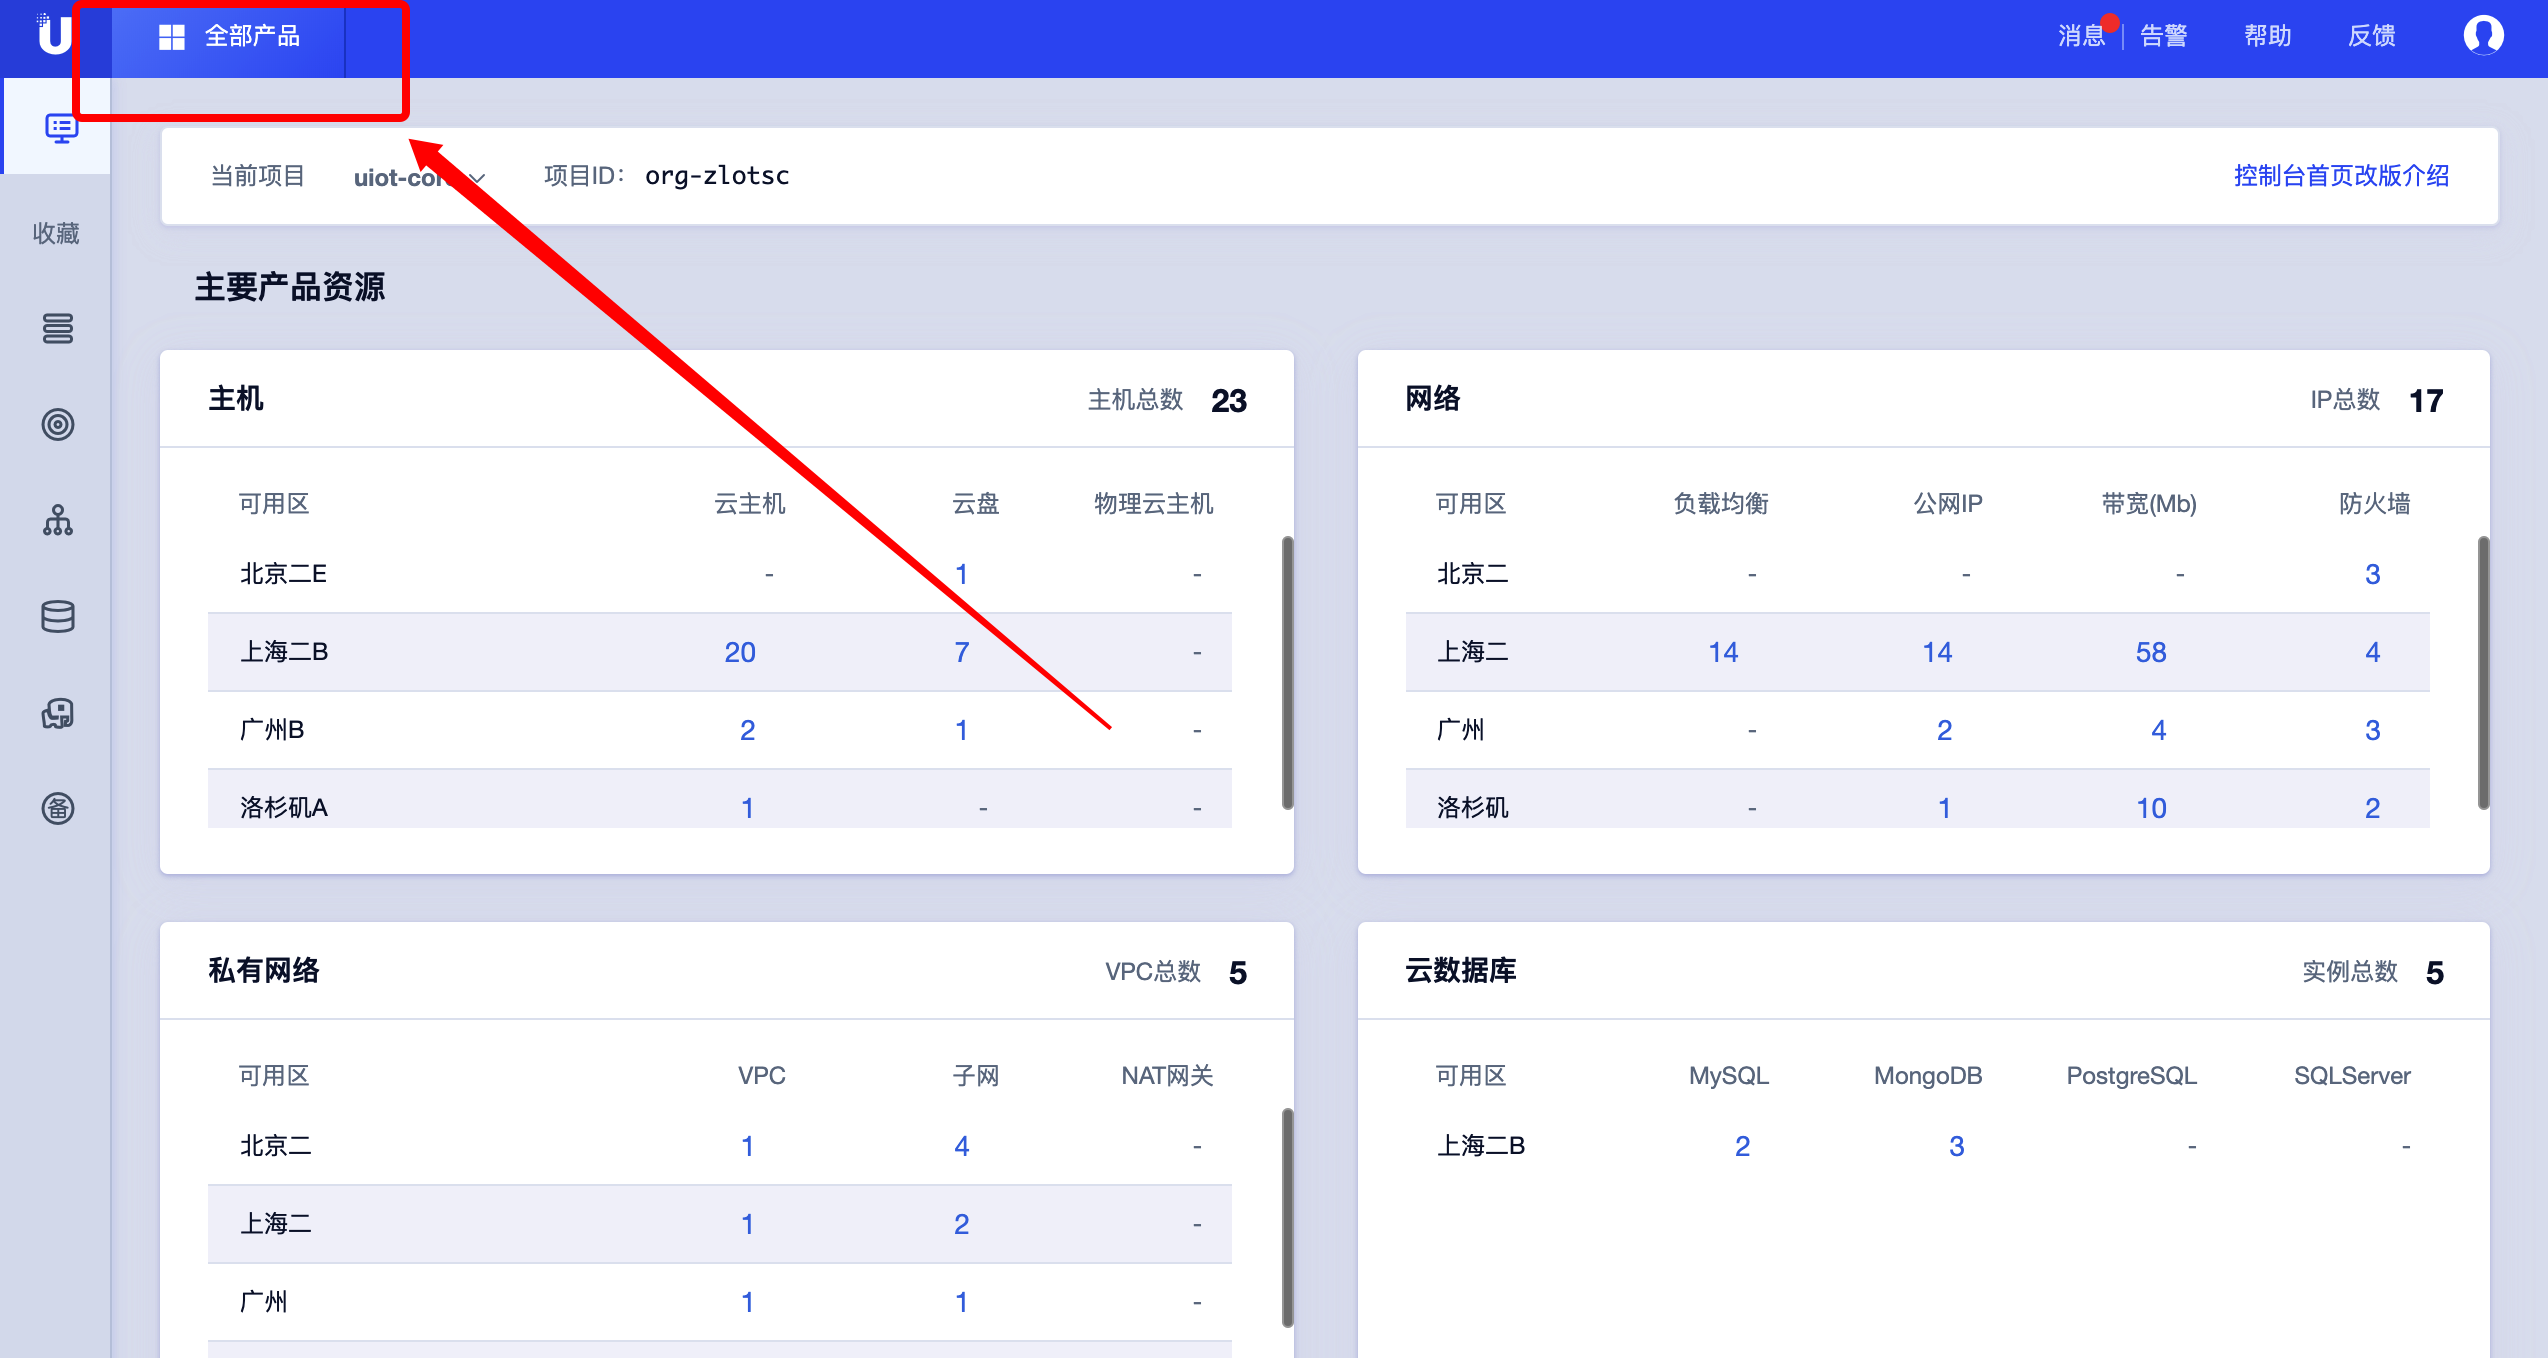 全部产品
消息
告警
帮助
反馈
当前项目
项目ID：
org-zlotsc
控制台首页改版介绍
收藏
主要产品资源
主机
主机总数 23
可用区 云主机 云盘 物理云主机
北京二E - 1 -
上海二B 20 7 -
广州B 2 1 -
洛杉矶A 1 - -
网络
IP总数 17
可用区 负载均衡 公网IP 带宽(Mb) 防火墙
北京二 - - - 3
上海二 14 14 58 4
广州 - 2 4 3
洛杉矶 - 1 10 2
私有网络
VPC总数 5
可用区 VPC 子网 NAT网关
北京二 1 4 -
上海二 1 2 -
广州 1 1 -
云数据库
实例总数 5
可用区 MySQL MongoDB PostgreSQL SQLServer
上海二B 2 3 - -
备